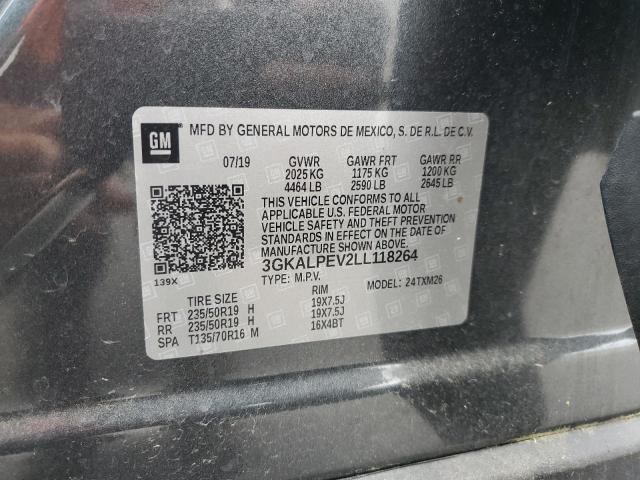 GM
MFD BY GENERAL MOTORS DE MEXICO, S. DE R.L. DE C.V.
07/19 GVWR GAWR FRT GAWR RR
2025 KG 1175 KG 1200 KG
4464 LB 2590 LB 2645 LB
THIS VEHICLE CONFORMS TO ALL
APPLICABLE U.S. FEDERAL MOTOR
VEHICLE SAFETY AND THEFT PREVENTION
STANDARDS IN EFFECT ON THE DATE OF
MANUFACTURE SHOWN ABOVE.
3GKALPEV2LL118264
139X TYPE: M.P.V. MODEL: 24TXM26
TIRE SIZE RIM
FRT 235/50R19 H 19X7.5J
RR 235/50R19 H 19X7.5J
SPA T135/70R16 M 16X4BT